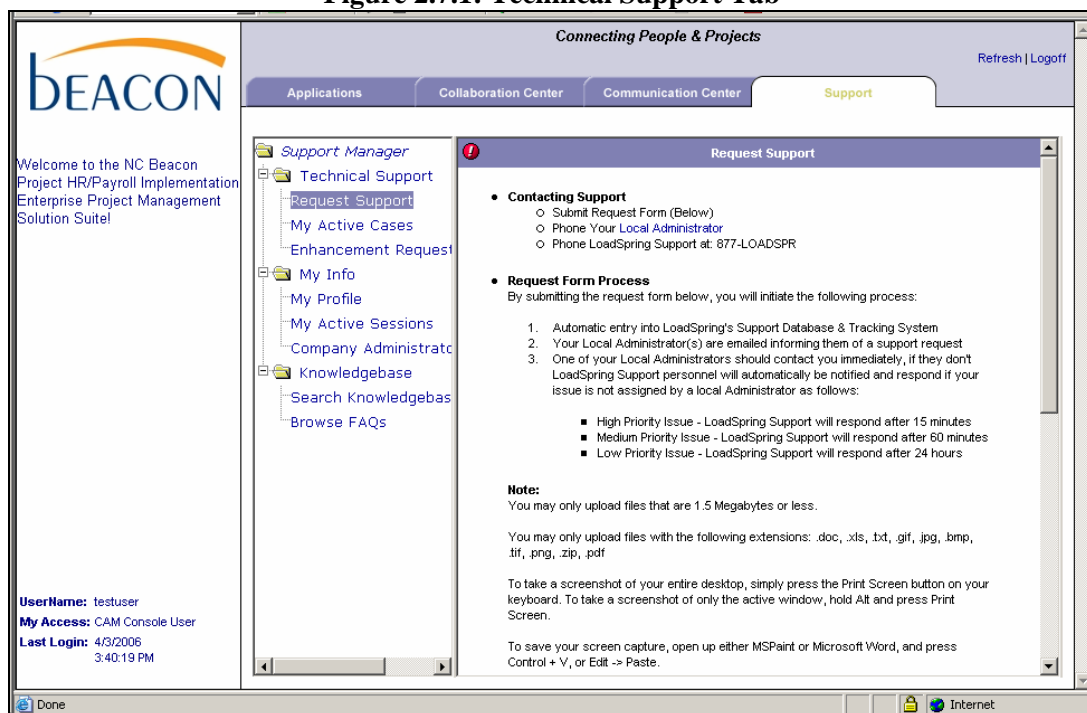 Figure 2.7.1: Technical Support Tab
Connecting People & Projects
Refresh | Logoff
bEACON
Applications
Collaboration Center
Communication Center
Support
Welcome to the NC Beacon
Project HR/Payroll Implementation
Enterprise Project Management
Solution Suite!
Support Manager
Technical Support
Request Support
My Active Cases
Enhancement Request
My Info
My Profile
My Active Sessions
Company Administratc
Knowledgebase
Search Knowledgebas
Browse FAQs
Request Support
Contacting Support
Submit Request Form (Below)
Phone Your Local Administrator
Phone LoadSpring Support at: 877-LOADSPR
Request Form Process
By submitting the request form below, you will initiate the following process:
1. Automatic entry into LoadSpring's Support Database & Tracking System
2. Your Local Administrator(s) are emailed informing them of a support request
3. One of your Local Administrators should contact you immediately, if they don't
LoadSpring Support personnel will automatically be notified and respond if your
issue is not assigned by a local Administrator as follows:
High Priority Issue - LoadSpring Support will respond after 15 minutes
Medium Priority Issue - LoadSpring Support will respond after 60 minutes
Low Priority Issue - LoadSpring Support will respond after 24 hours
Note:
You may only upload files that are 1.5 Megabytes or less.
You may only upload files with the following extensions: .doc, .xls, .txt, .gif, .jpg, .bmp,
.tif, .png, .zip, .pdf
To take a screenshot of your entire desktop, simply press the Print Screen button on your
keyboard. To take a screenshot of only the active window, hold Alt and press Print
Screen.
To save your screen capture, open up either MSPaint or Microsoft Word, and press
Control + V, or Edit -> Paste.
UserName: testuser
My Access: CAM Console User
Last Login: 4/3/2006
3:40:19 PM
Done
Internet